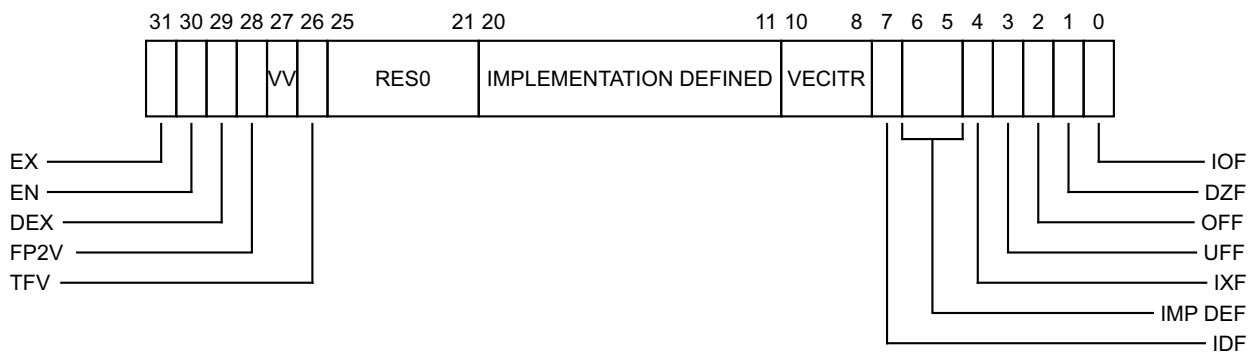 31 30 29 28 27 26 25 21 20 11 10 8 7 6 5 4 3 2 1 0
VV RES0 IMPLEMENTATION DEFINED VECITR
EX IOF
EN DZF
DEX OFF
FP2V UFF
TFV IXF
IMP DEF
IDF